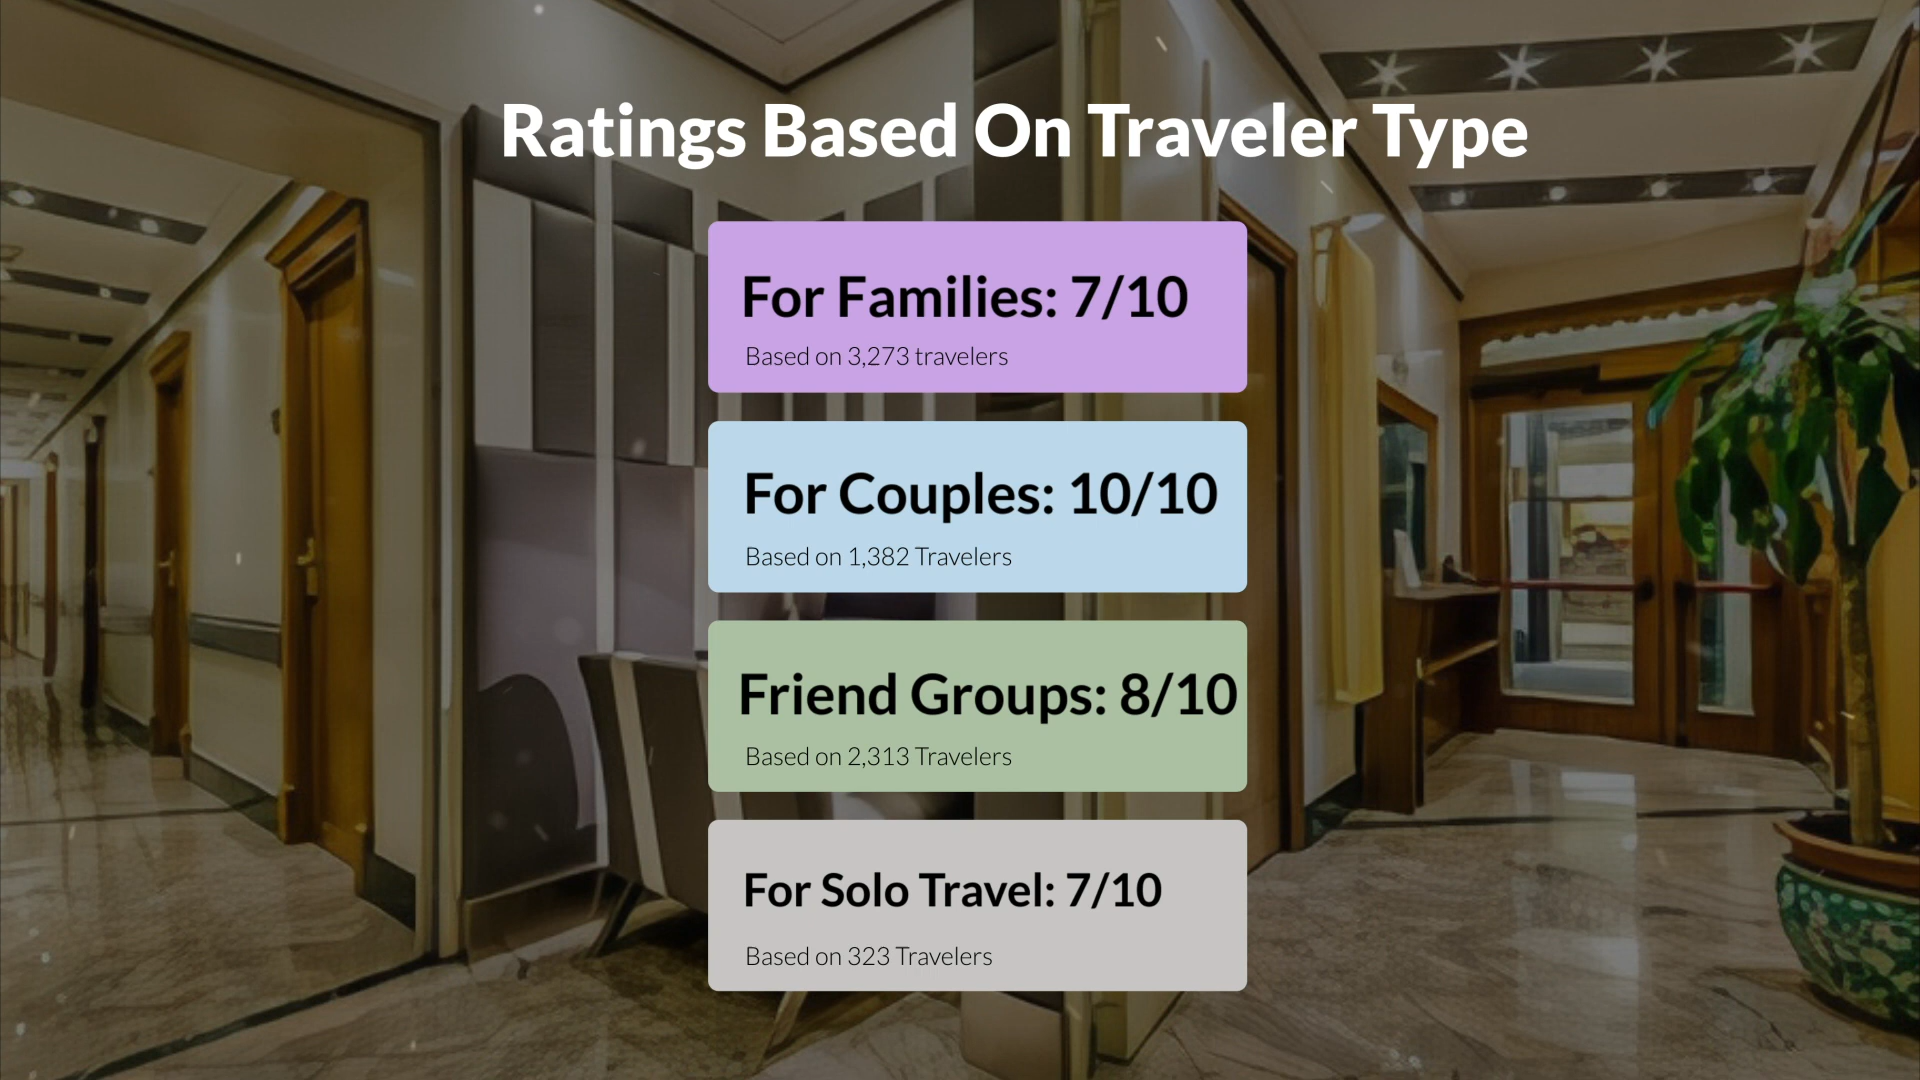 Ratings Based On Traveler Type
For Families: 7/10
Based on 3,273 travelers
For Couples: 10/10
Based on 1,382 Travelers
Friend Groups: 8/10
Based on 2,313 Travelers
For Solo Travel: 7/10
Based on 323 Travelers